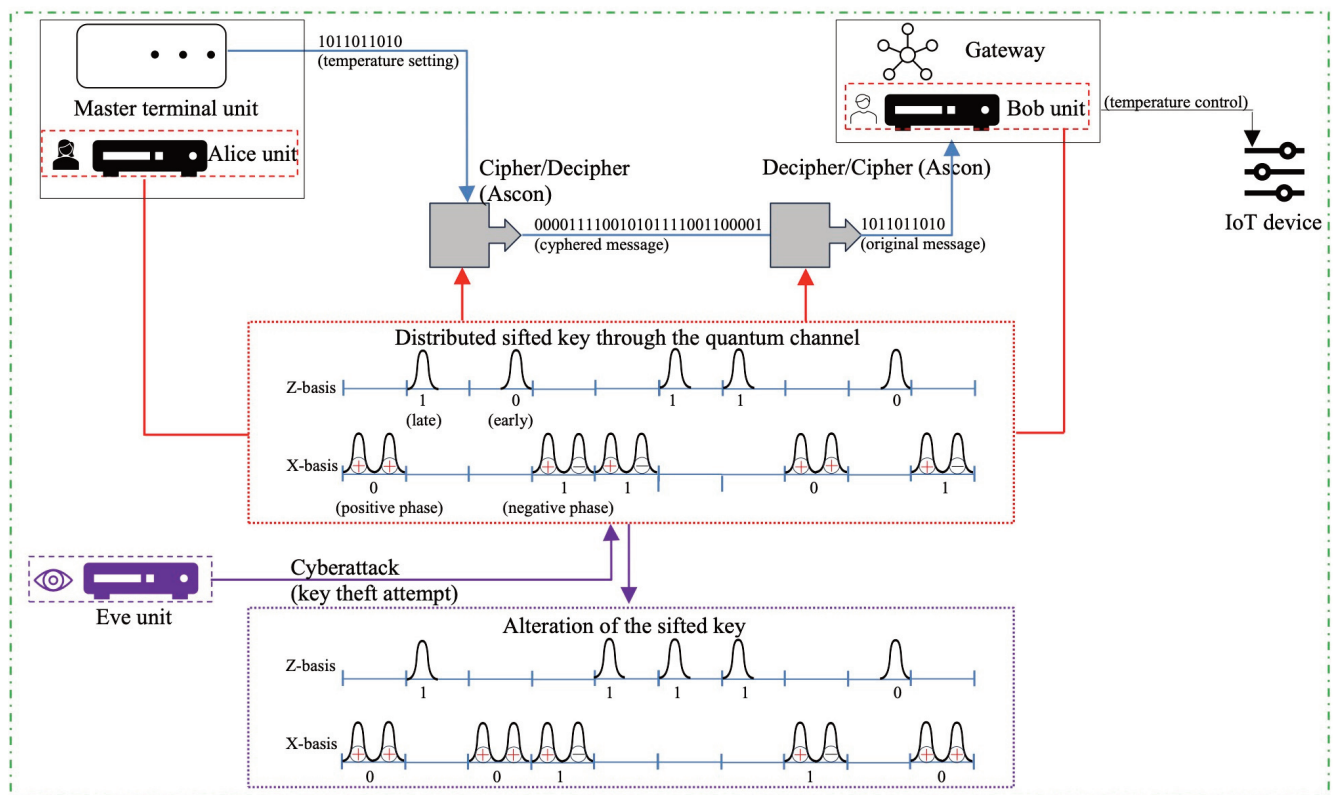 1011011010
(temperature setting)
Master terminal unit
Alice unit
Gateway
Bob unit
(temperature control)
IoT device
Cipher/Decipher
(Ascon)
Decipher/Cipher (Ascon)
000011110010101111001100001
(cyphered message)
1011011010
(original message)
Distributed sifted key through the quantum channel
Z-basis
1 0 1 1 0
(late) (early)
X-basis
+ + + − + − + + + −
0 1 1 0 1
(positive phase) (negative phase)
Cyberattack
(key theft attempt)
Eve unit
Alteration of the sifted key
Z-basis
1 1 1 1 0
X-basis
+ + + + + − + − + +
0 0 1 1 0